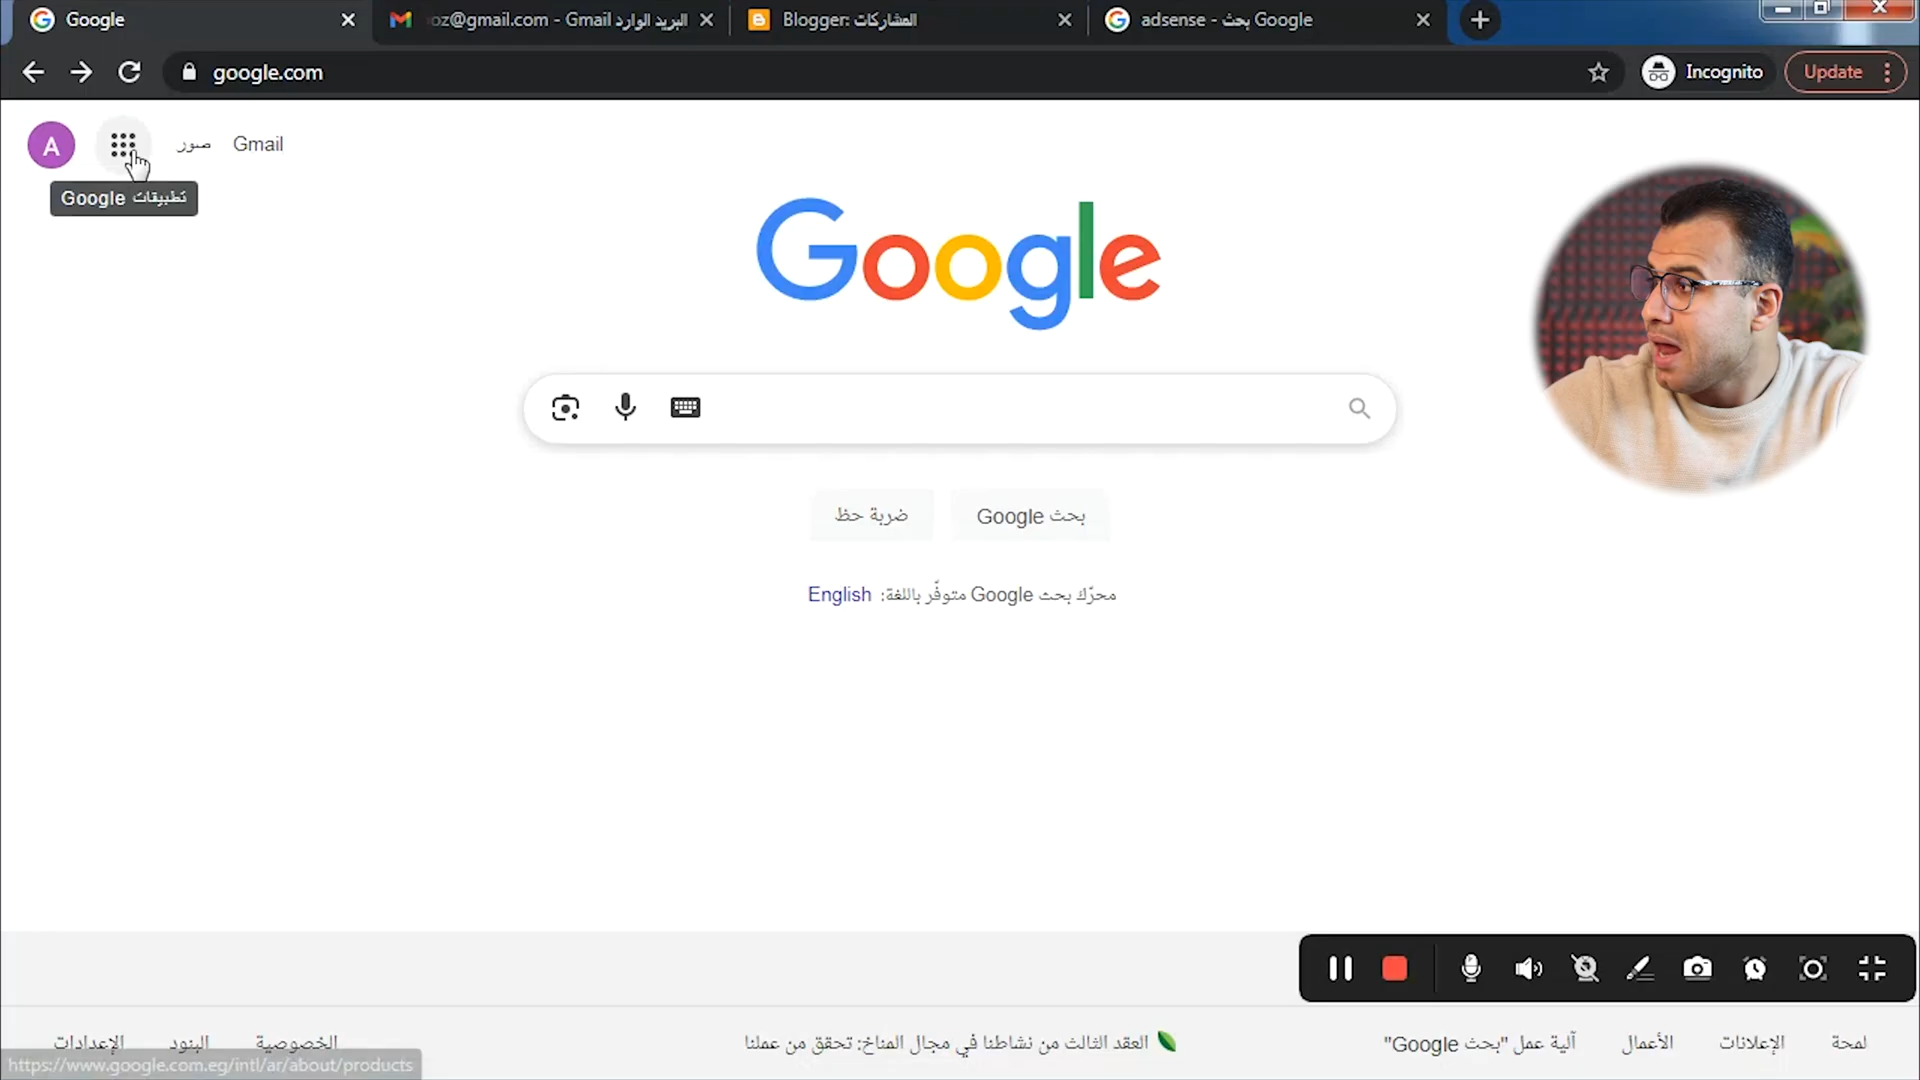 Google
oz@gmail.com - Gmail البريد الوارد
Blogger: المشاركات
adsense - بحث Google
google.com
Incognito
Update
A
صور
Gmail
تطبيقات Google
Google
بحث Google
ضربة حظ
محرّك بحث Google متوفّر باللغة: English
لمحة
الإعلانات
الأعمال
آلية عمل "بحث Google"
العقد الثالث من نشاطنا في مجال المناخ: تحقق من عملنا
الخصوصية
البنود
الإعدادات
https://www.google.com.eg/intl/ar/about/products